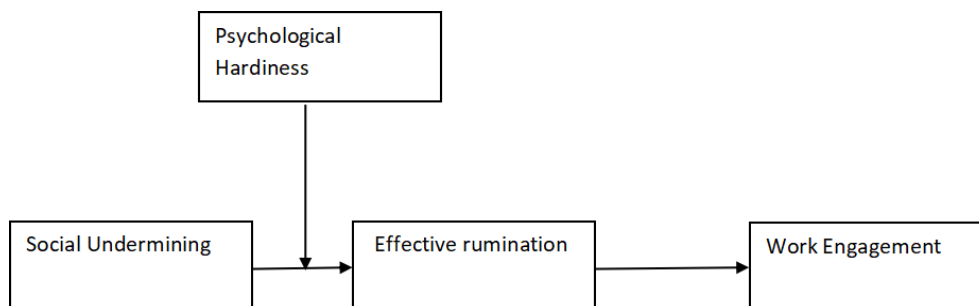 Psychological
Hardiness
Social Undermining
Effective rumination
Work Engagement